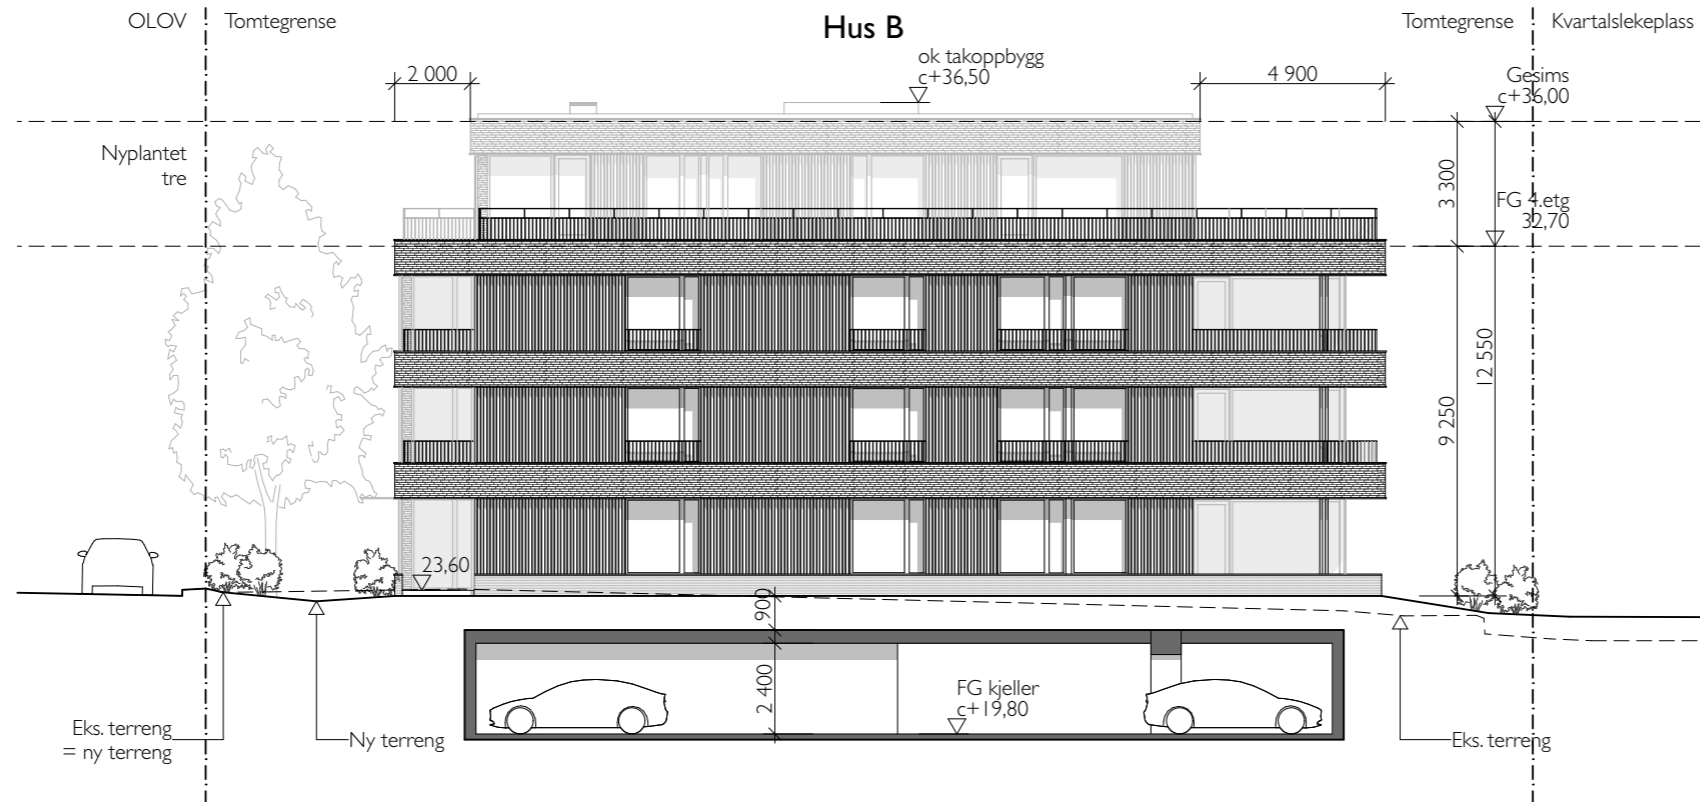 OLOV
Tomtegrense
Hus B
Tomtegrense
Kvartalslekeplass
ok takoppbygg
c+36,50
2 000
4 900
Gesims
c+36,00
Nyplantet
tre
3 300
FG 4.etg
32,70
12 550
9 250
23,60
900
2 400
FG kjeller
c+19,80
Eks. terreng
= ny terreng
Ny terreng
Eks. terreng